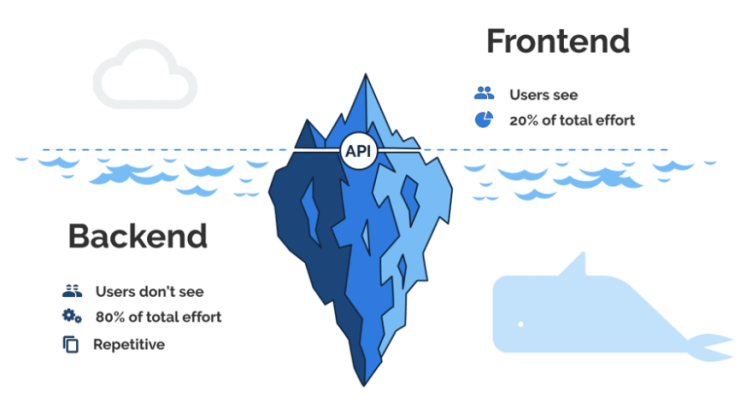 Frontend
Users see
20% of total effort
API
Backend
Users don't see
80% of total effort
Repetitive